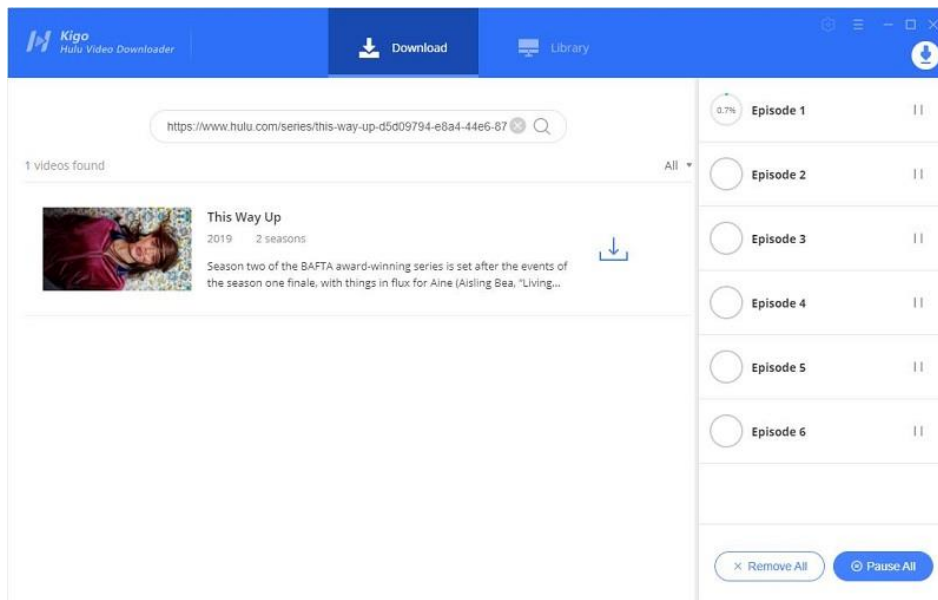 Kigo
Hulu Video Downloader
Download
Library
https://www.hulu.com/series/this-way-up-d5d09794-e8a4-44e6-87
1 videos found
All
This Way Up
2019 2 seasons
Season two of the BAFTA award-winning series is set after the events of
the season one finale, with things in flux for Aine (Aisling Bea, "Living...
0.7% Episode 1
Episode 2
Episode 3
Episode 4
Episode 5
Episode 6
Remove All
Pause All